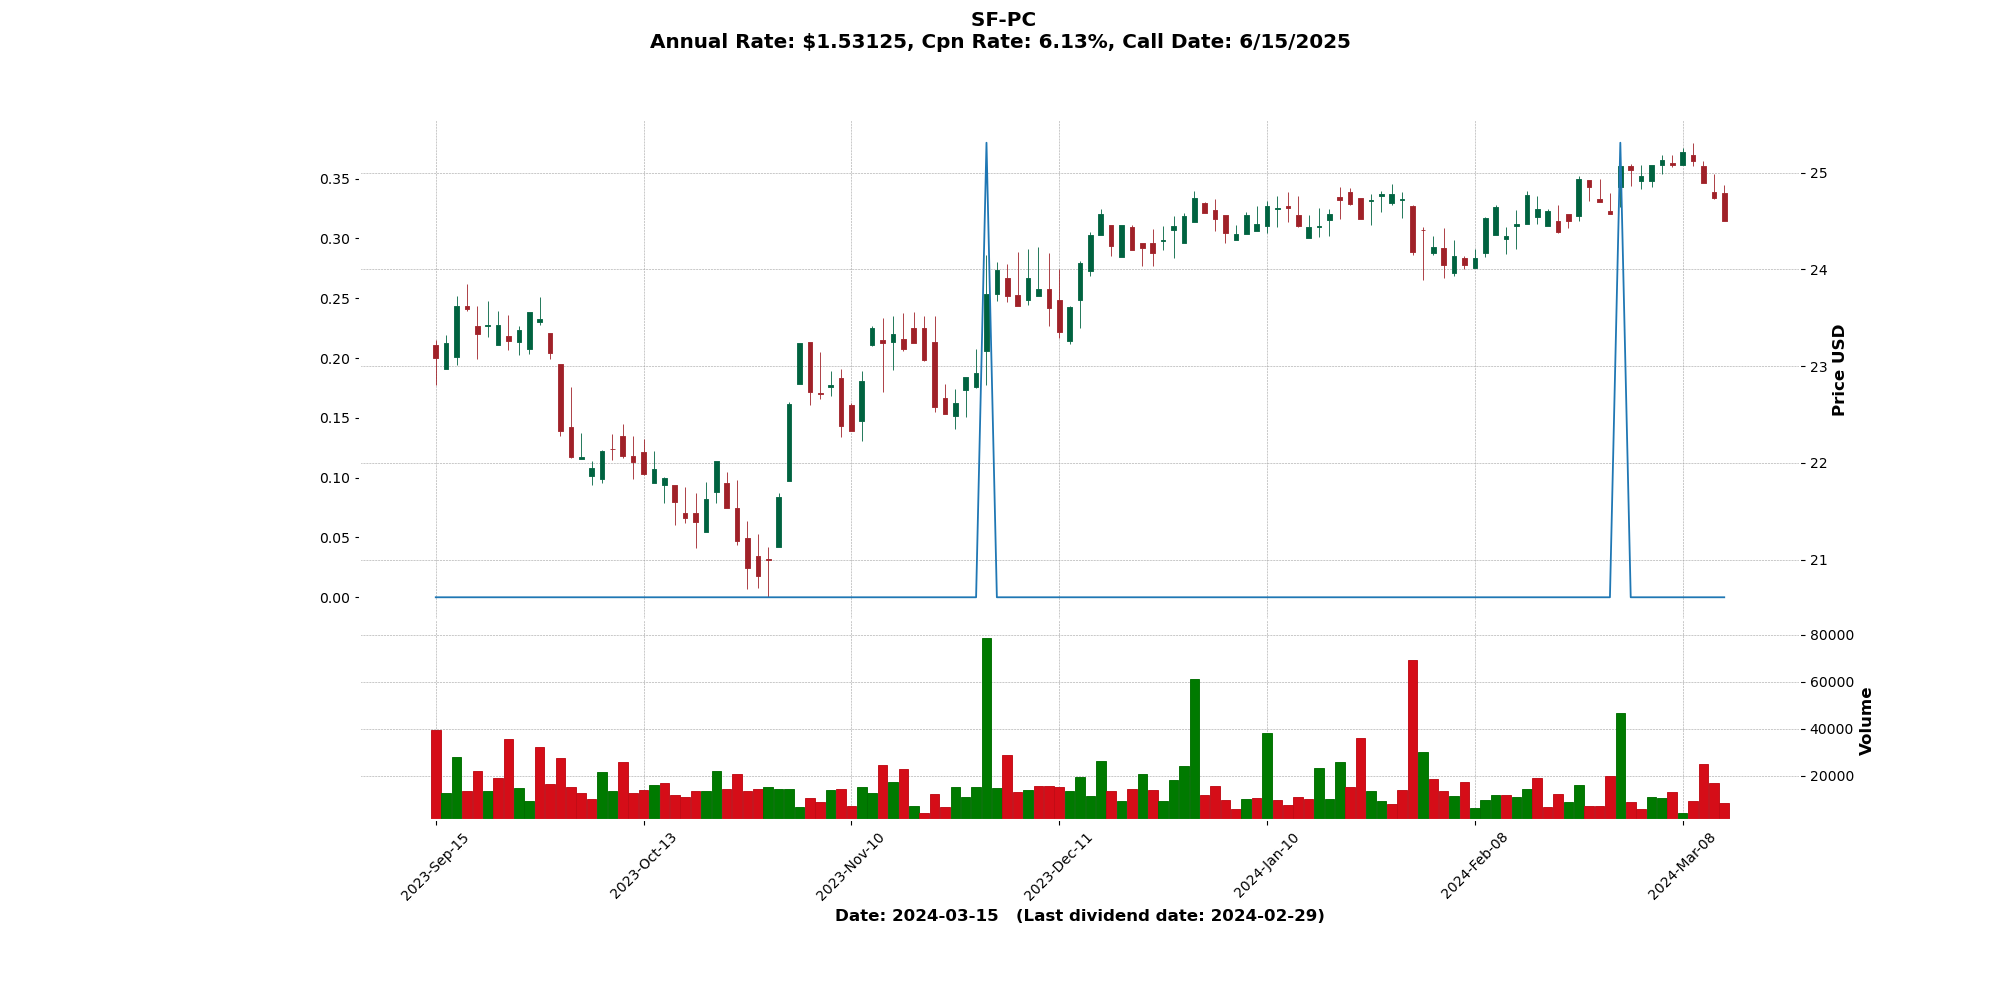 SF-PC
Annual Rate: $1.53125, Cpn Rate: 6.13%, Call Date: 6/15/2025
0.35
0.30
0.25
0.20
0.15
0.10
0.05
0.00
25
24
23
22
21
Price USD
80000
60000
40000
20000
Volume
2023-Sep-15
2023-Oct-13
2023-Nov-10
2023-Dec-11
2024-Jan-10
2024-Feb-08
2024-Mar-08
Date: 2024-03-15   (Last dividend date: 2024-02-29)